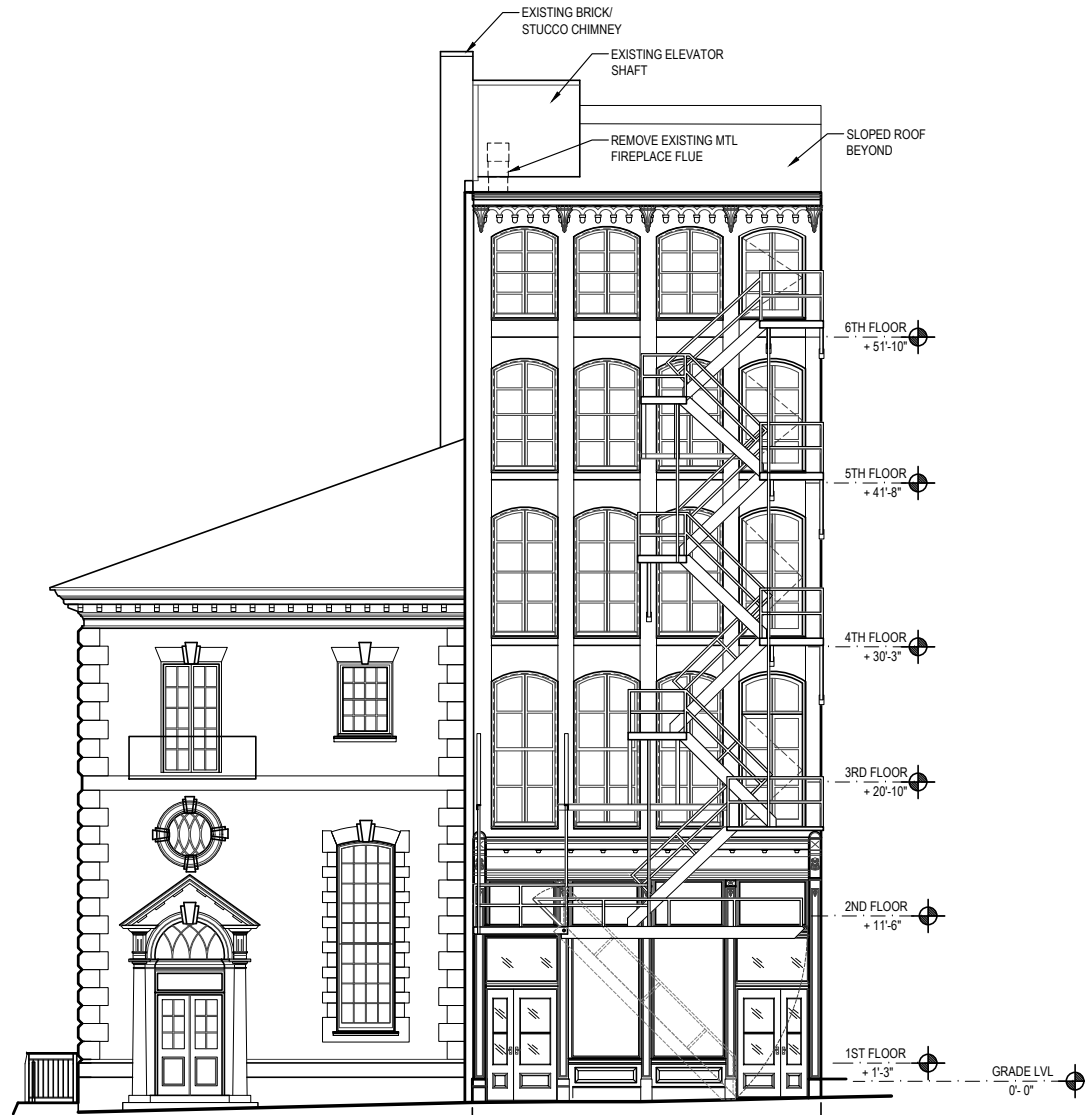 EXISTING BRICK/
STUCCO CHIMNEY
EXISTING ELEVATOR
SHAFT
REMOVE EXISTING MTL
FIREPLACE FLUE
SLOPED ROOF
BEYOND
6TH FLOOR
+ 51'-10"
5TH FLOOR
+ 41'-8"
4TH FLOOR
+ 30'-3"
3RD FLOOR
+ 20'-10"
2ND FLOOR
+ 11'-6"
1ST FLOOR
+ 1'-3"
GRADE LVL
0'- 0"